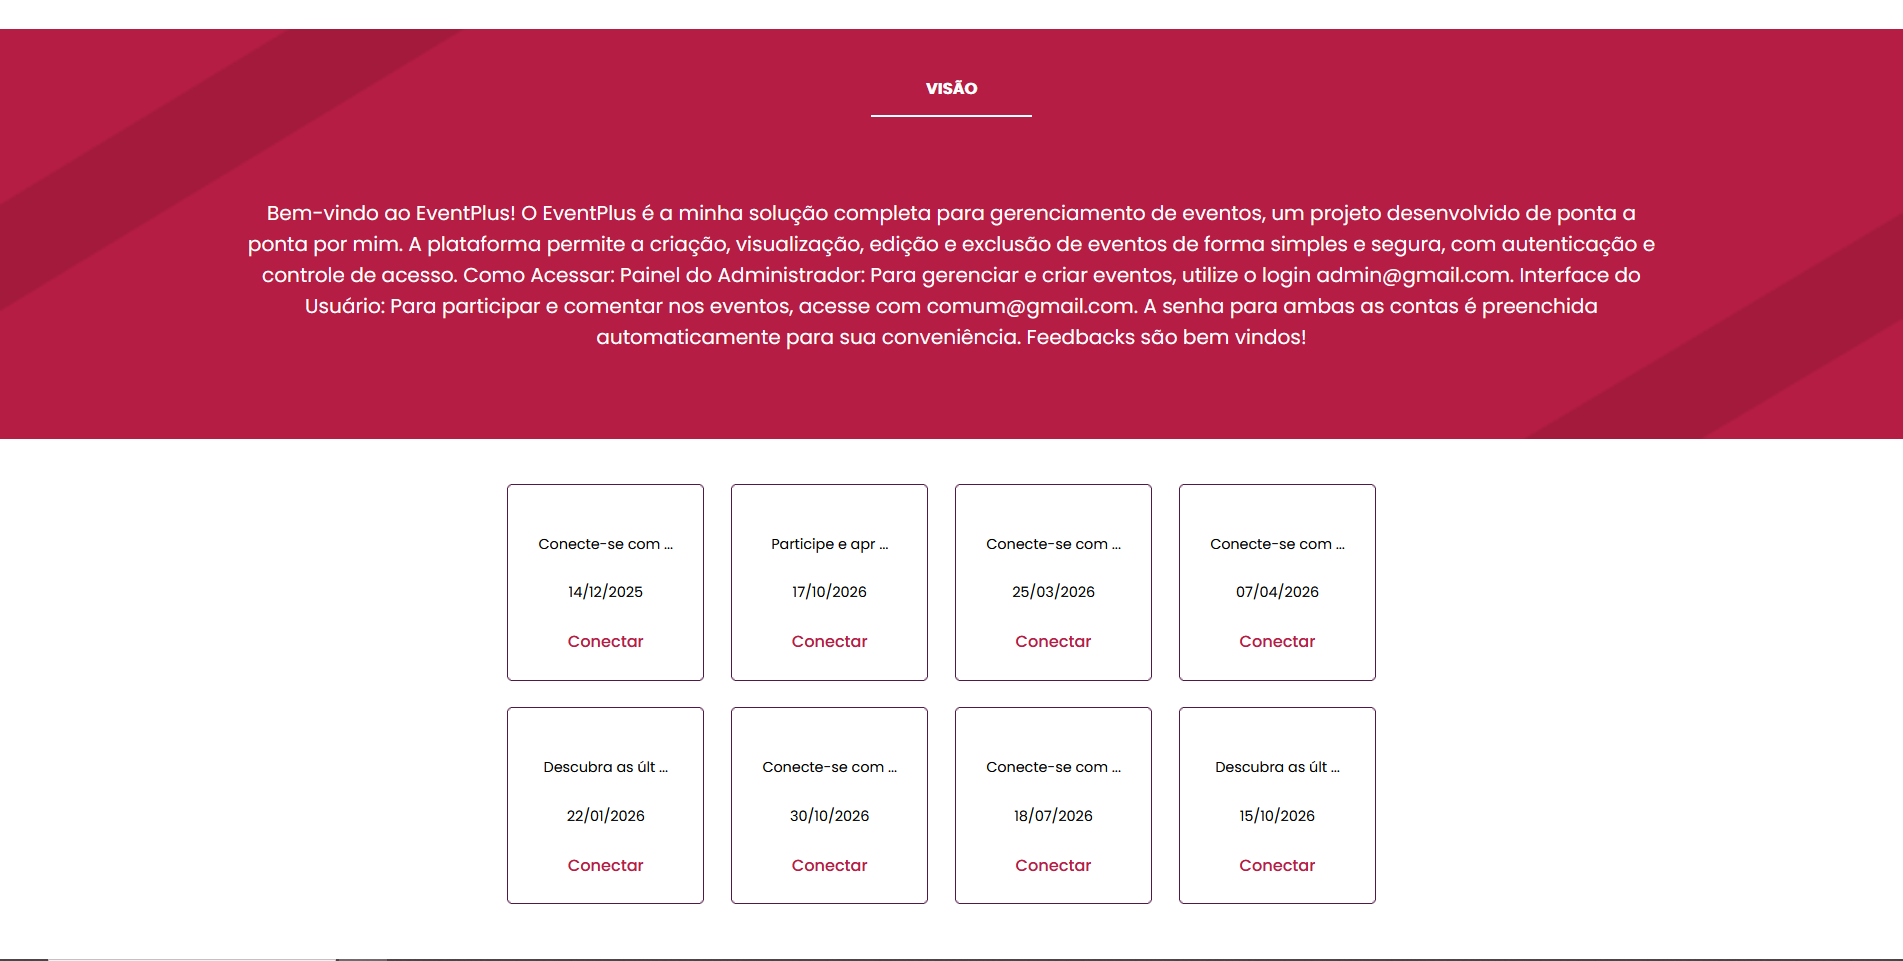 VISÃO
Bem-vindo ao EventPlus! O EventPlus é a minha solução completa para gerenciamento de eventos, um projeto desenvolvido de ponta a
ponta por mim. A plataforma permite a criação, visualização, edição e exclusão de eventos de forma simples e segura, com autenticação e
controle de acesso. Como Acessar: Painel do Administrador: Para gerenciar e criar eventos, utilize o login admin@gmail.com. Interface do
Usuário: Para participar e comentar nos eventos, acesse com comum@gmail.com. A senha para ambas as contas é preenchida
automaticamente para sua conveniência. Feedbacks são bem vindos!
Conecte-se com ...
14/12/2025
Conectar
Participe e apr ...
17/10/2026
Conectar
Conecte-se com ...
25/03/2026
Conectar
Conecte-se com ...
07/04/2026
Conectar
Descubra as últ ...
22/01/2026
Conectar
Conecte-se com ...
30/10/2026
Conectar
Conecte-se com ...
18/07/2026
Conectar
Descubra as últ ...
15/10/2026
Conectar